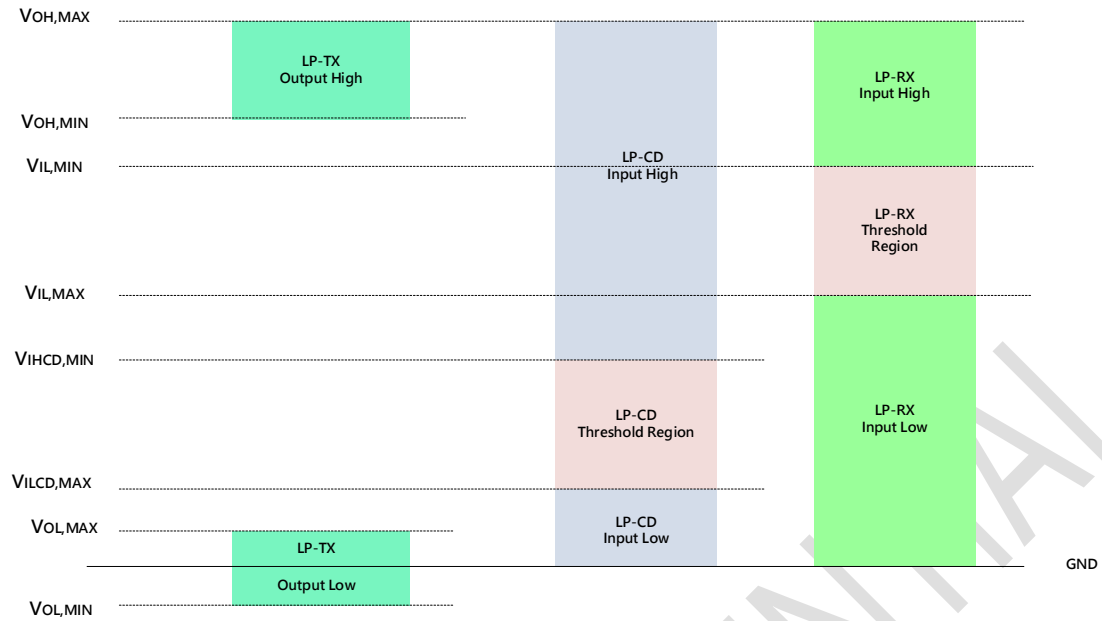 VOH,MAX
LP-TX
Output High
VOH,MIN
VIL,MIN
LP-CD
Input High
LP-RX
Input High
LP-RX
Threshold
Region
VIL,MAX
VIHCD,MIN
LP-CD
Threshold Region
LP-RX
Input Low
VILCD,MAX
VOL,MAX
LP-TX
Output Low
LP-CD
Input Low
GND
VOL,MIN